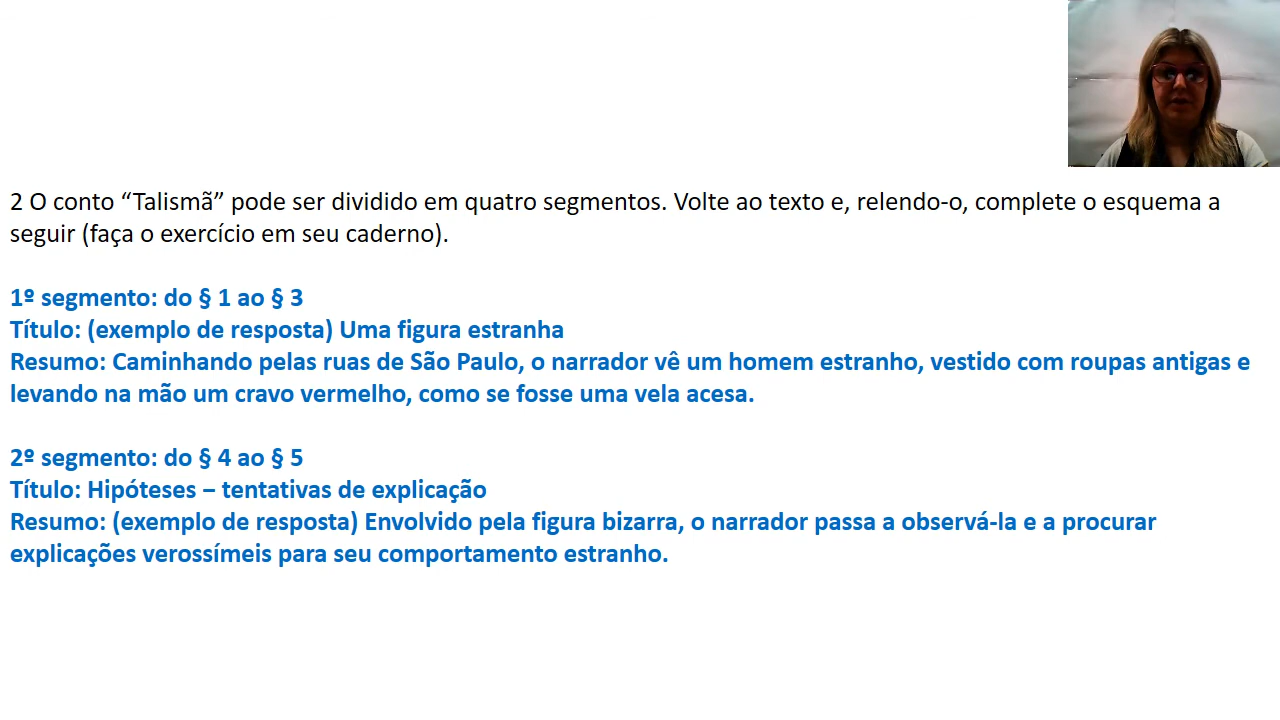 2 O conto “Talismã” pode ser dividido em quatro segmentos. Volte ao texto e, relendo-o, complete o esquema a
seguir (faça o exercício em seu caderno).
1º segmento: do § 1 ao § 3
Título: (exemplo de resposta) Uma figura estranha
Resumo: Caminhando pelas ruas de São Paulo, o narrador vê um homem estranho, vestido com roupas antigas e
levando na mão um cravo vermelho, como se fosse uma vela acesa.
2º segmento: do § 4 ao § 5
Título: Hipóteses – tentativas de explicação
Resumo: (exemplo de resposta) Envolvido pela figura bizarra, o narrador passa a observá-la e a procurar
explicações verossímeis para seu comportamento estranho.